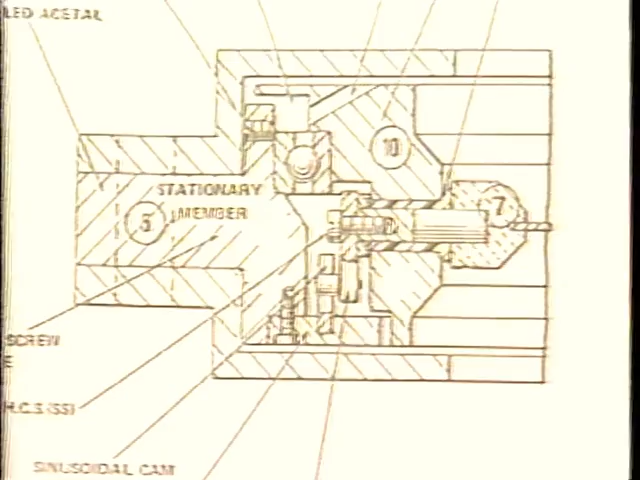 LED ACETAL
10
STATIONARY
MEMBER
5
7
SCREW
E
H.C.S. (SS)
SINUSOIDAL CAM